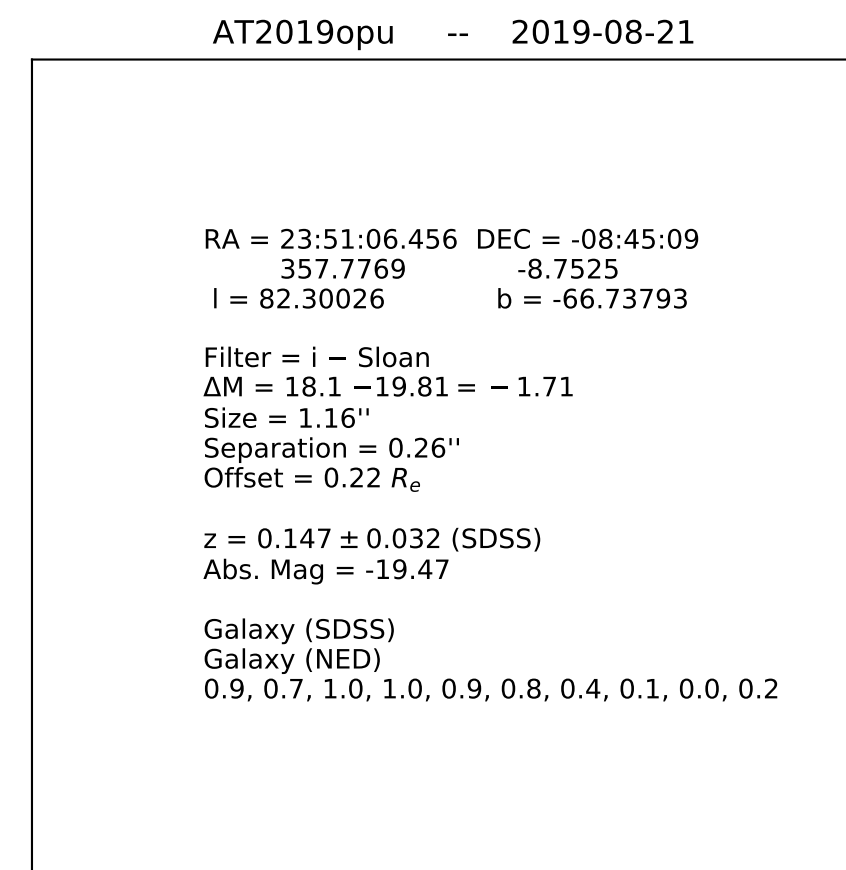 AT2019opu -- 2019-08-21
RA = 23:51:06.456 DEC = -08:45:09
357.7769 -8.7525
l = 82.30026 b = -66.73793
Filter = i − Sloan
ΔM = 18.1 −19.81 = − 1.71
Size = 1.16''
Separation = 0.26''
Offset = 0.22 Re
z = 0.147 ± 0.032 (SDSS)
Abs. Mag = -19.47
Galaxy (SDSS)
Galaxy (NED)
0.9, 0.7, 1.0, 1.0, 0.9, 0.8, 0.4, 0.1, 0.0, 0.2